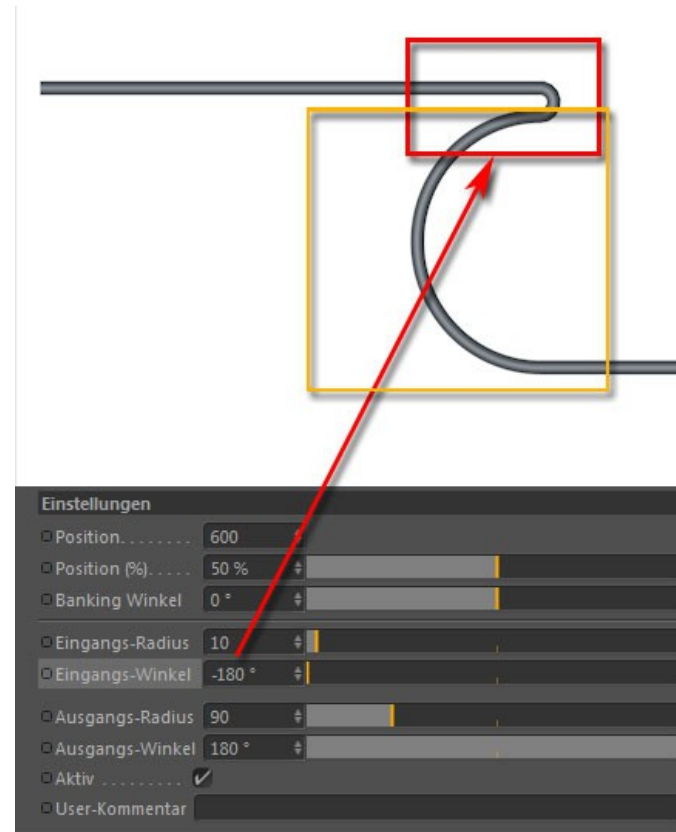 Einstellungen
Position........ 600
Position (%)..... 50 %
Banking Winkel 0 °
Eingangs-Radius 10
Eingangs-Winkel -180 °
Ausgangs-Radius 90
Ausgangs-Winkel 180 °
Aktiv .........
User-Kommentar